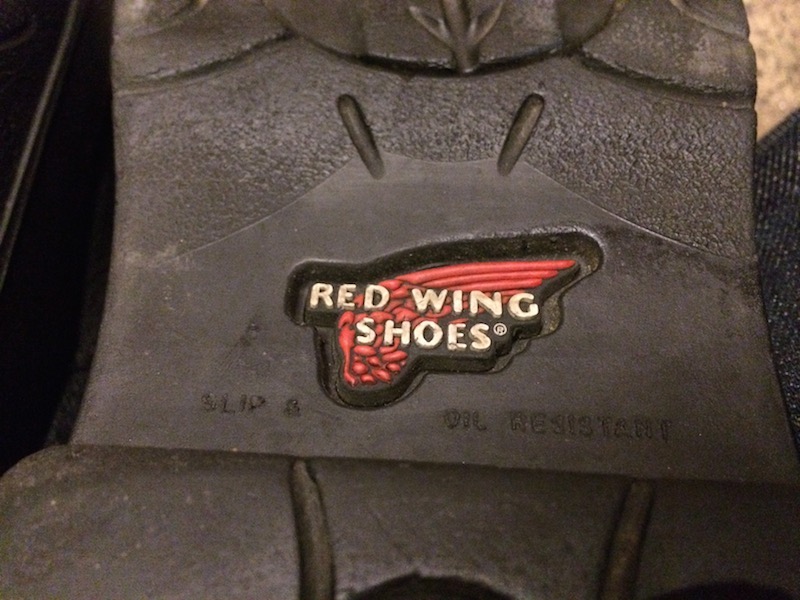 RED WING
SHOES®
SLIP & OIL RESISTANT